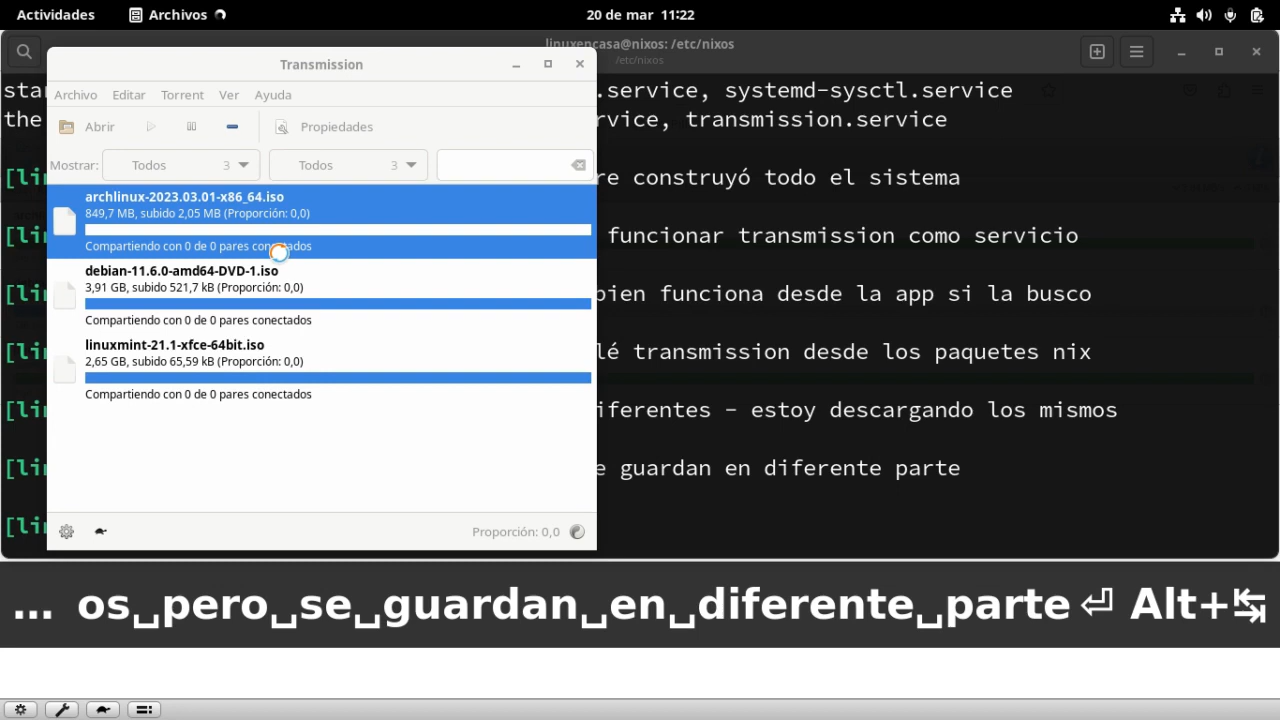 Actividades Archivos 20 de mar 11:22
linuxencasa@nixos: /etc/nixos
/etc/nixos
Transmission
Archivo Editar Torrent Ver Ayuda
Abrir Propiedades
Mostrar: Todos 3 Todos 3
archlinux-2023.03.01-x86_64.iso
849,7 MB, subido 2,05 MB (Proporción: 0,0)
Compartiendo con 0 de 0 pares conectados
debian-11.6.0-amd64-DVD-1.iso
3,91 GB, subido 521,7 kB (Proporción: 0,0)
Compartiendo con 0 de 0 pares conectados
linuxmint-21.1-xfce-64bit.iso
2,65 GB, subido 65,59 kB (Proporción: 0,0)
Compartiendo con 0 de 0 pares conectados
Proporción: 0,0
.service, systemd-sysctl.service
the rvice, transmission.service
[li re construyó todo el sistema
[li funcionar transmission como servicio
[li bien funciona desde la app si la busco
[li lé transmission desde los paquetes nix
[li iferentes - estoy descargando los mismos
[li e guardan en diferente parte
[li
... os␣pero␣se␣guardan␣en␣diferente␣parte⏎ Alt+↹